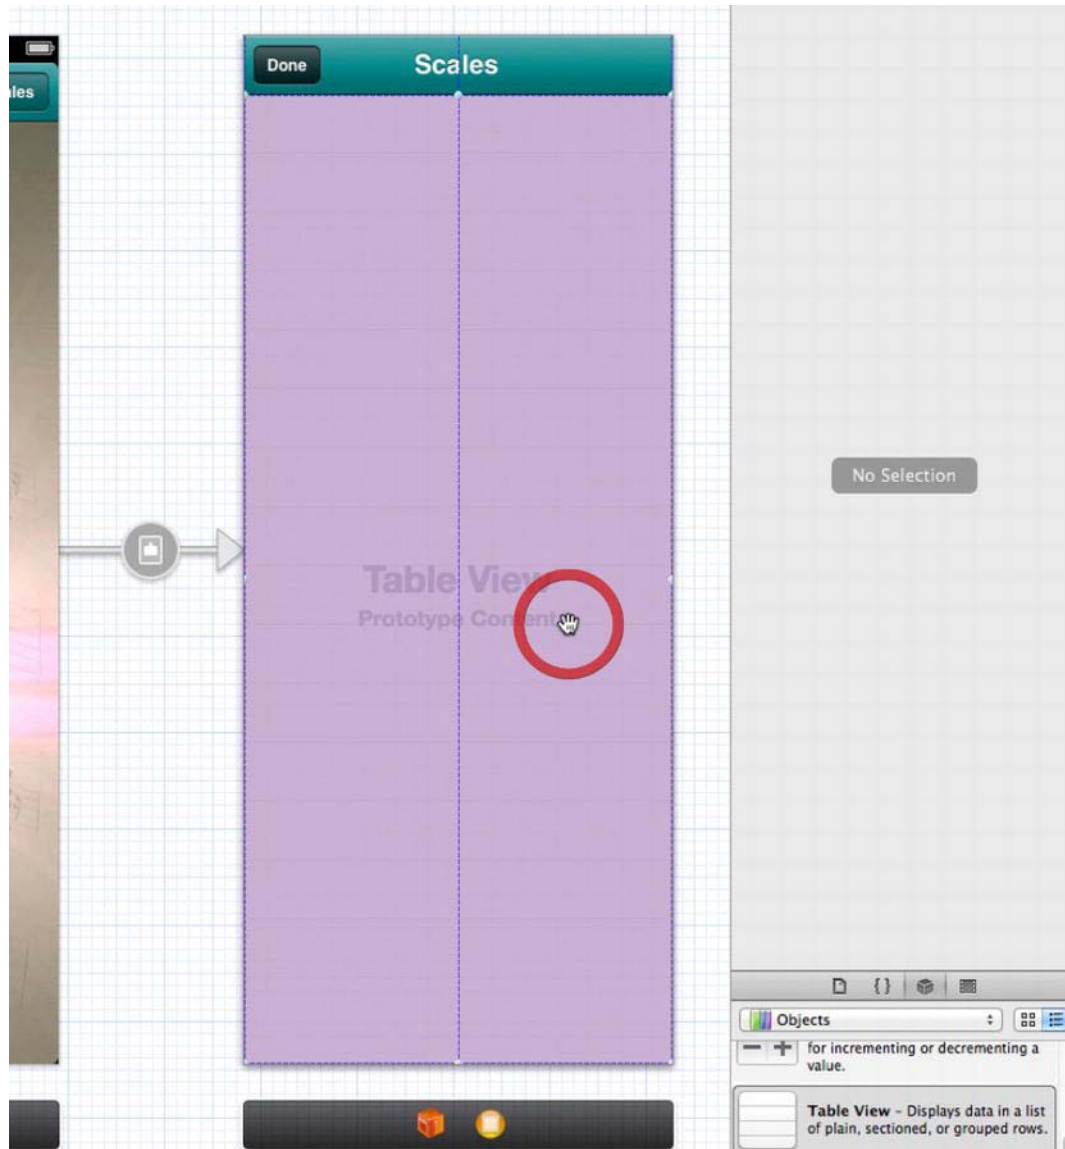 ales
Done
Scales
No Selection
Table View
Prototype Content
Objects
for incrementing or decrementing a
value.
Table View – Displays data in a list
of plain, sectioned, or grouped rows.